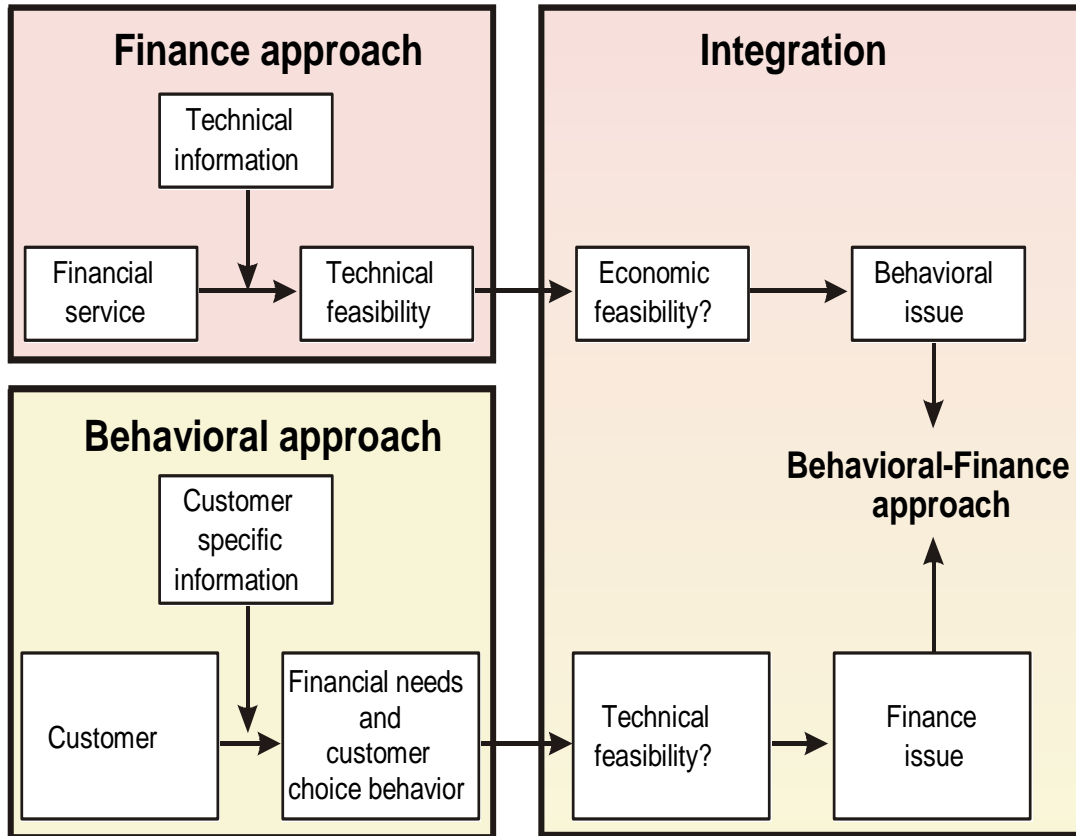 Finance approach
Technical
information
Financial
service
Technical
feasibility
Behavioral approach
Customer
specific
information
Customer
Financial needs
and
customer
choice behavior
Integration
Economic
feasibility?
Behavioral
issue
Behavioral-Finance
approach
Technical
feasibility?
Finance
issue